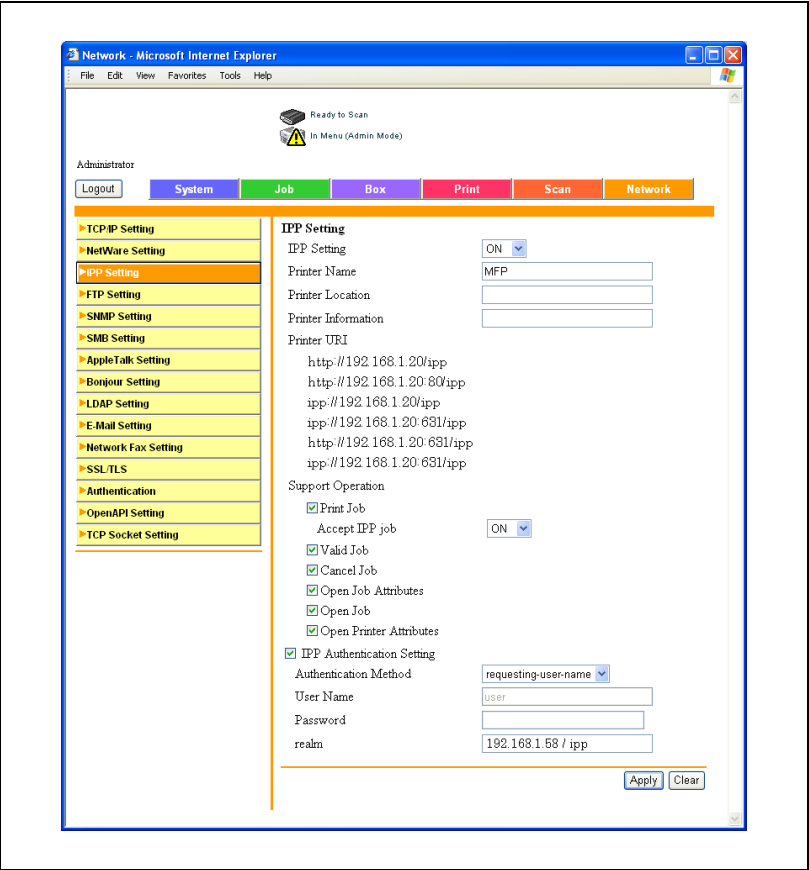 Network - Microsoft Internet Explorer
File Edit View Favorites Tools Help
Ready to Scan
In Menu (Admin Mode)
Administrator
Logout System Job Box Print Scan Network
TCP/IP Setting
NetWare Setting
IPP Setting
FTP Setting
SNMP Setting
SMB Setting
AppleTalk Setting
Bonjour Setting
LDAP Setting
E-Mail Setting
Network Fax Setting
SSL/TLS
Authentication
OpenAPI Setting
TCP Socket Setting
IPP Setting
IPP Setting ON
Printer Name MFP
Printer Location
Printer Information
Printer URI
http://192.168.1.20/ipp
http://192.168.1.20:80/ipp
ipp://192.168.1.20/ipp
ipp://192.168.1.20:631/ipp
http://192.168.1.20:631/ipp
ipp://192.168.1.20:631/ipp
Support Operation
Print Job
Accept IPP job ON
Valid Job
Cancel Job
Open Job Attributes
Open Job
Open Printer Attributes
IPP Authentication Setting
Authentication Method requesting-user-name
User Name user
Password
realm 192.168.1.58 / ipp
Apply Clear